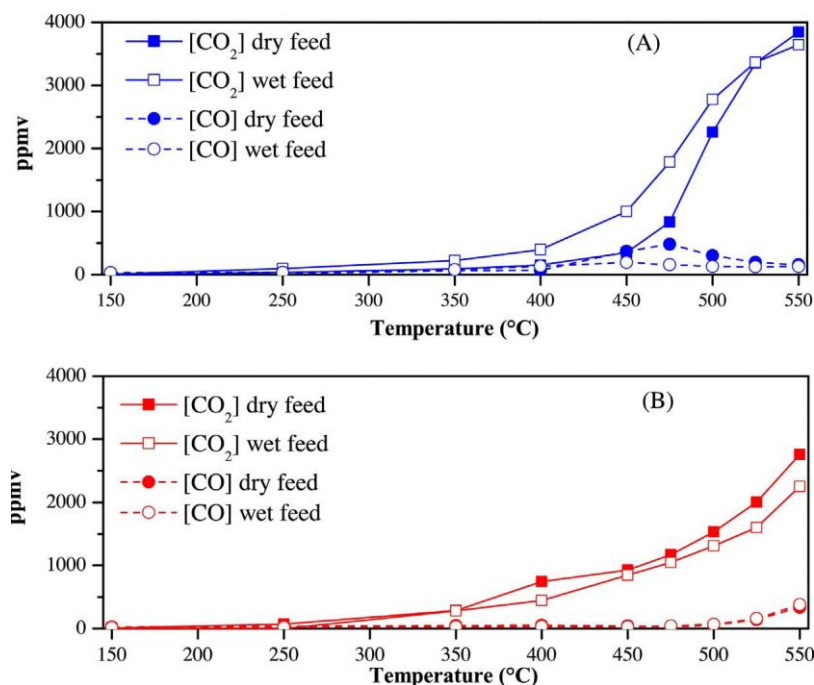 4000
3000
2000
1000
0
ppmv
[CO₂] dry feed
[CO₂] wet feed
[CO] dry feed
[CO] wet feed
(A)
150 200 250 300 350 400 450 500 550
Temperature (°C)
4000
3000
2000
1000
0
ppmv
[CO₂] dry feed
[CO₂] wet feed
[CO] dry feed
[CO] wet feed
(B)
150 200 250 300 350 400 450 500 550
Temperature (°C)